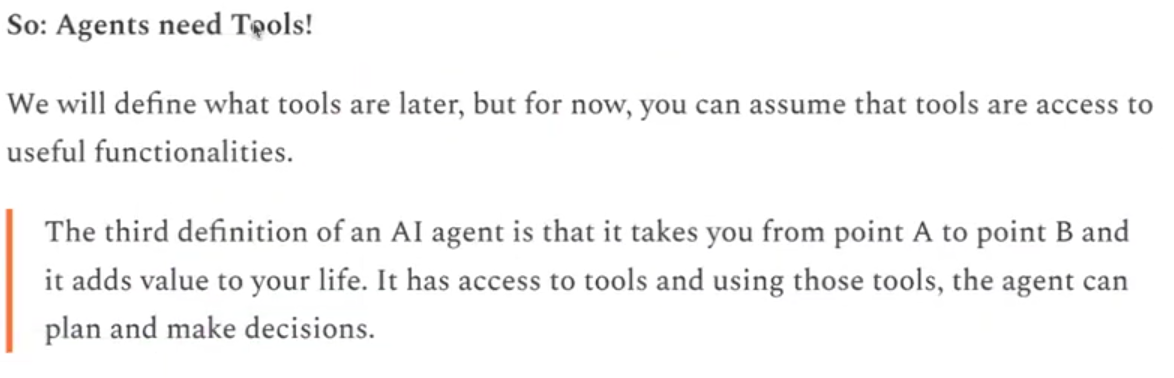 So: Agents need Tools!
We will define what tools are later, but for now, you can assume that tools are access to
useful functionalities.
The third definition of an AI agent is that it takes you from point A to point B and
it adds value to your life. It has access to tools and using those tools, the agent can
plan and make decisions.